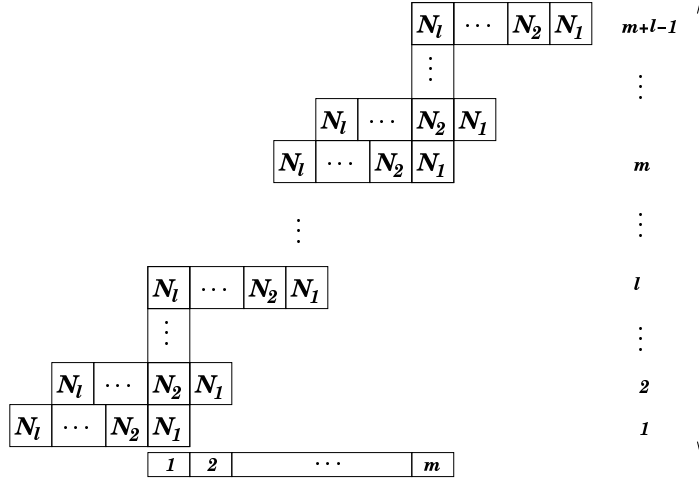 N_l ··· N_2 N_1 m+l−1
⋮ ⋮
N_l ··· N_2 N_1
N_l ··· N_2 N_1 m
⋮ ⋮
N_l ··· N_2 N_1 l
⋮ ⋮
N_l ··· N_2 N_1 2
N_l ··· N_2 N_1 1
1 2 ··· m